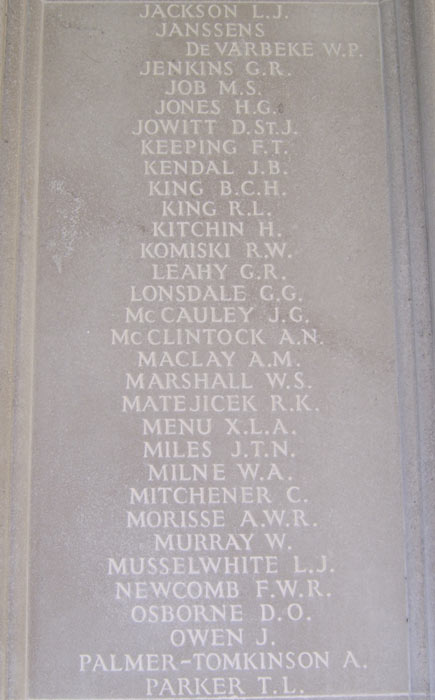 JACKSON L.J.
JANSSENS
DE VARBEKE W.P.
JENKINS G.R.
JOB M.S.
JONES H.G.
JOWITT D.ST.J.
KEEPING F.T.
KENDAL J.B.
KING B.C.H.
KING R.L.
KITCHIN H.
KOMISKI R.W.
LEAHY G.R.
LONSDALE G.G.
MCCAULEY J.G.
MCCLINTOCK A.N.
MACLAY A.M.
MARSHALL W.S.
MATEJICEK R.K.
MENU X.L.A.
MILES J.T.N.
MILNE W.A.
MITCHENER C.
MORISSE A.W.R.
MURRAY W.
MUSSELWHITE L.J.
NEWCOMB F.W.R.
OSBORNE D.O.
OWEN J.
PALMER-TOMKINSON A.
PARKER T.L.